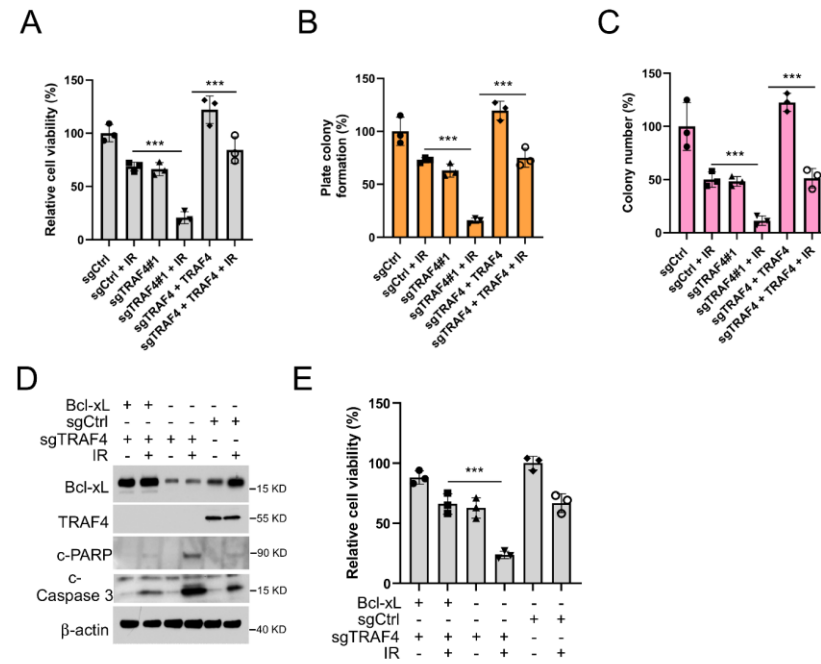 A
Relative cell viability (%)
150
100
50
0
***
***
sgCtrl
sgCtrl + IR
sgTRAF4#1
sgTRAF4#1 + IR
sgTRAF4 + TRAF4
sgTRAF4 + TRAF4 + IR
B
Plate colony
formation (%)
150
100
50
0
***
***
sgCtrl
sgCtrl + IR
sgTRAF4#1
sgTRAF4#1 + IR
sgTRAF4 + TRAF4
sgTRAF4 + TRAF4 + IR
C
Colony number (%)
150
100
50
0
***
***
sgCtrl
sgCtrl + IR
sgTRAF4#1
sgTRAF4#1 + IR
sgTRAF4 + TRAF4
sgTRAF4 + TRAF4 + IR
D
Bcl-xL + + - - - -
sgCtrl - - - - + +
sgTRAF4 + + + + - -
IR - + - + - +
Bcl-xL
15 KD
TRAF4
55 KD
c-PARP
90 KD
c-
Caspase 3
15 KD
β-actin
40 KD
E
Relative cell viability (%)
150
100
50
0
***
Bcl-xL + + - - - -
sgCtrl - - - - + +
sgTRAF4 + + + + - -
IR - + - + - +